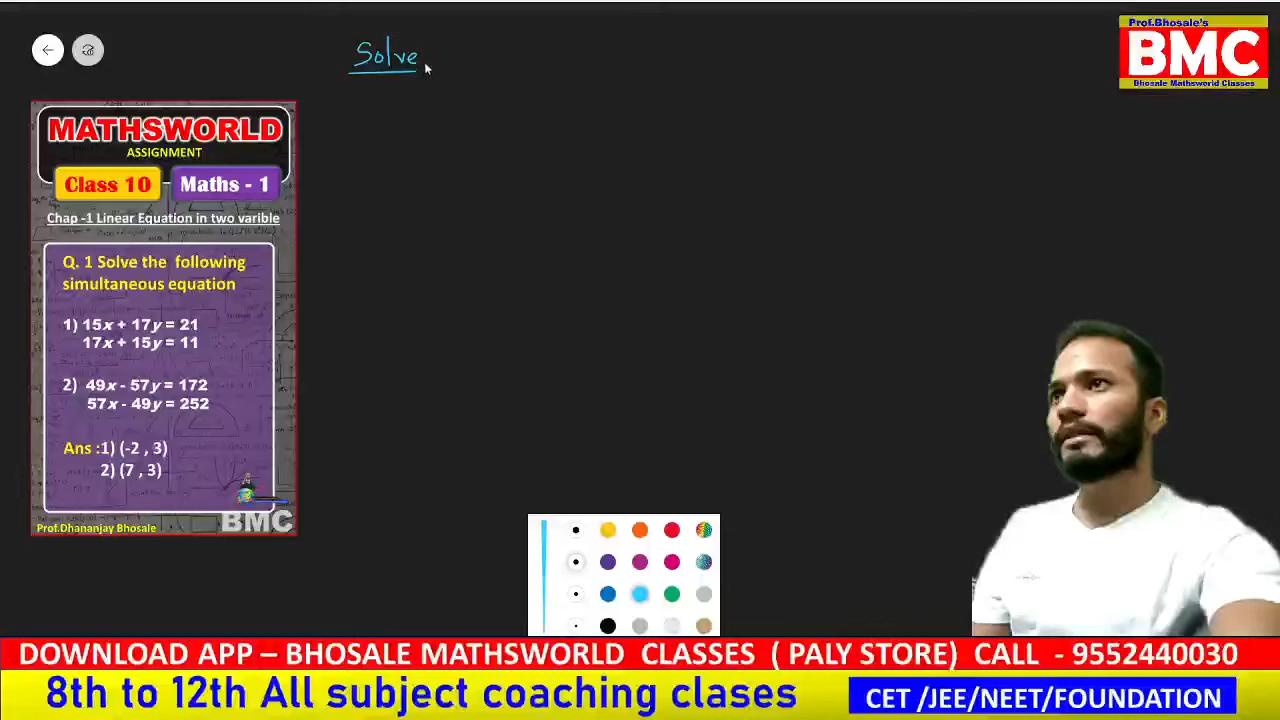 Solve
Prof.Bhosale's
BMC
Bhosale Mathsworld Classes
MATHSWORLD
ASSIGNMENT
Class 10 Maths - 1
Chap -1 Linear Equation in two varible
Q. 1 Solve the following
simultaneous equation
1) 15x + 17y = 21
17x + 15y = 11
2) 49x - 57y = 172
57x - 49y = 252
Ans :1) (-2 , 3)
2) (7 , 3)
BMC
Prof.Dhananjay Bhosale
DOWNLOAD APP – BHOSALE MATHSWORLD CLASSES ( PALY STORE) CALL - 9552440030
8th to 12th All subject coaching clases CET /JEE/NEET/FOUNDATION